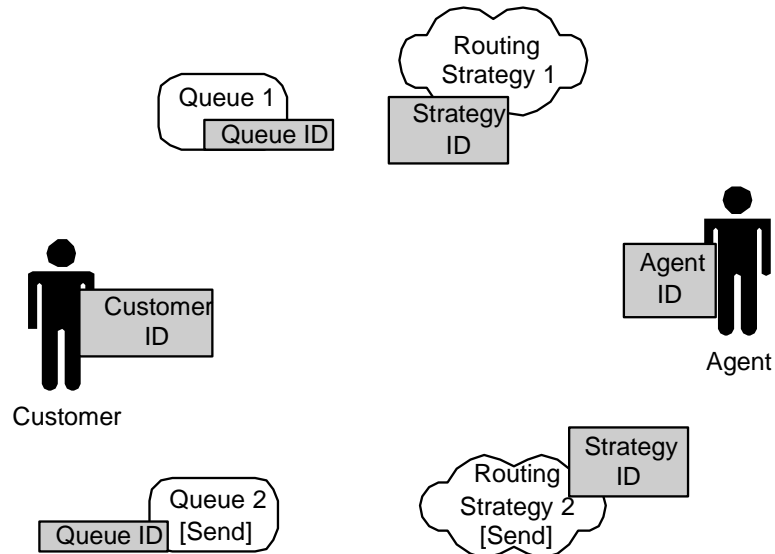 Routing
Strategy 1
Queue 1
Queue ID
Strategy
ID
Customer
ID
Customer
Agent
ID
Agent
Strategy
ID
Routing
Strategy 2
[Send]
Queue 2
[Send]
Queue ID